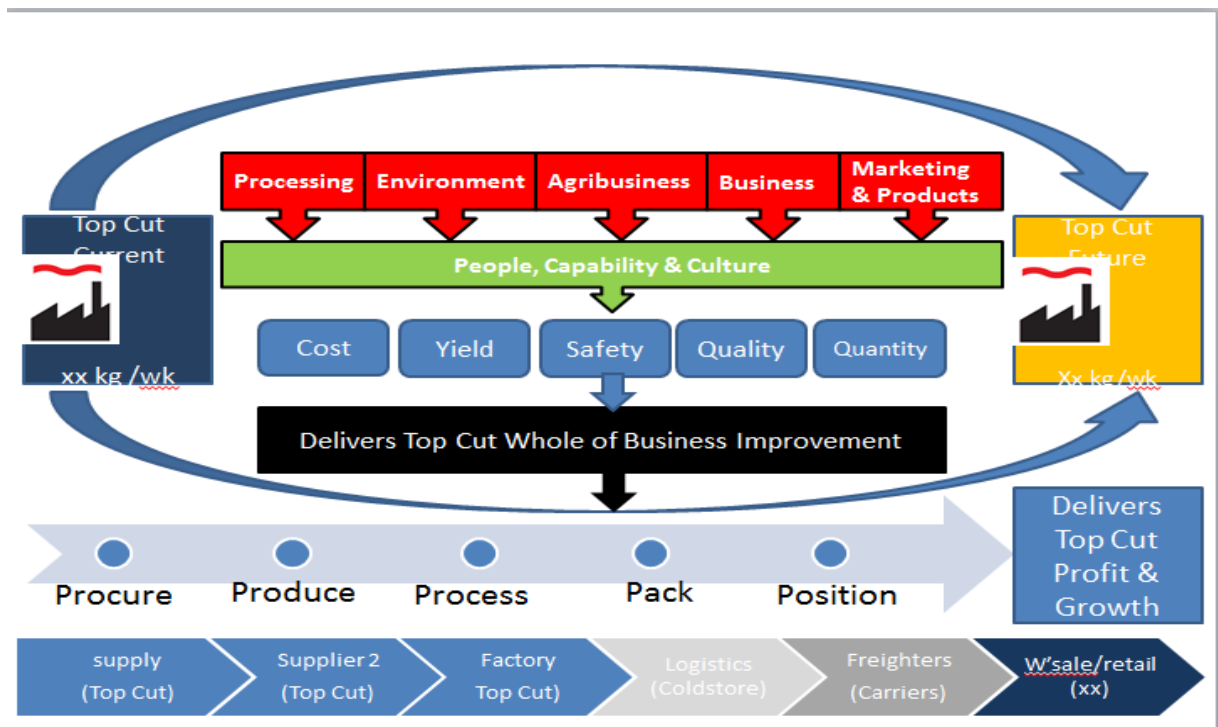 Processing
Environment
Agribusiness
Business
Marketing
& Products
Top Cut
Current
xx kg /wk
People, Capability & Culture
Top Cut
Future
Xx kg /wk
Cost
Yield
Safety
Quality
Quantity
Delivers Top Cut Whole of Business Improvement
Delivers
Top Cut
Profit &
Growth
Procure
Produce
Process
Pack
Position
supply
(Top Cut)
Supplier 2
(Top Cut)
Factory
Top Cut)
Logistics
(Coldstore)
Freighters
(Carriers)
W'sale/retail
(xx)